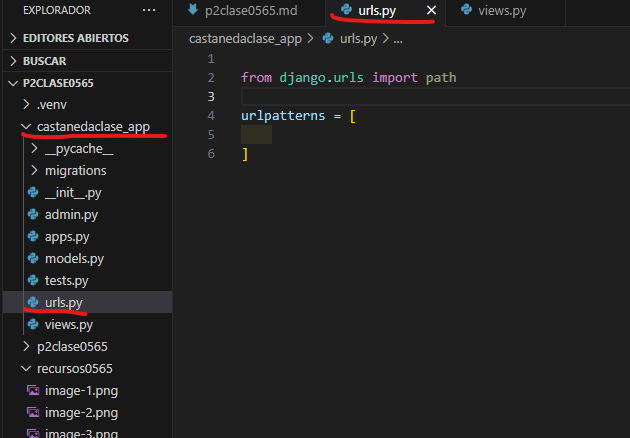 EXPLORADOR ...
EDITORES ABIERTOS
BUSCAR
P2CLASE0565
.venv
castanedaclase_app
__pycache__
migrations
__init__.py
admin.py
apps.py
models.py
tests.py
urls.py
views.py
p2clase0565
recursos0565
image-1.png
image-2.png
image-3.png
p2clase0565.md urls.py × views.py
castanedaclase_app > urls.py > ...
1
2 from django.urls import path
3
4 urlpatterns = [
5
6 ]